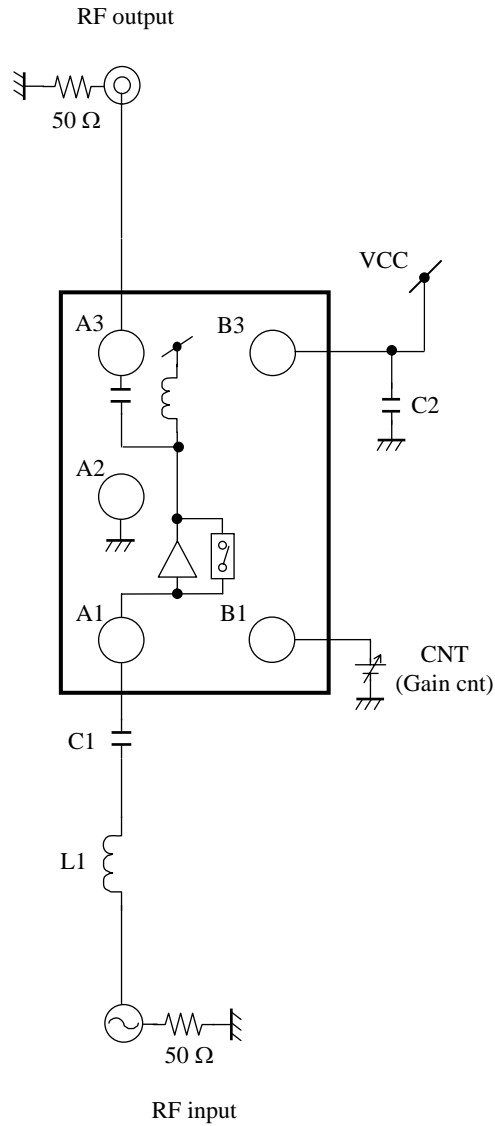 RF output
50 Ω
VCC
A3
B3
C2
A2
A1
B1
CNT
(Gain cnt)
C1
L1
50 Ω
RF input